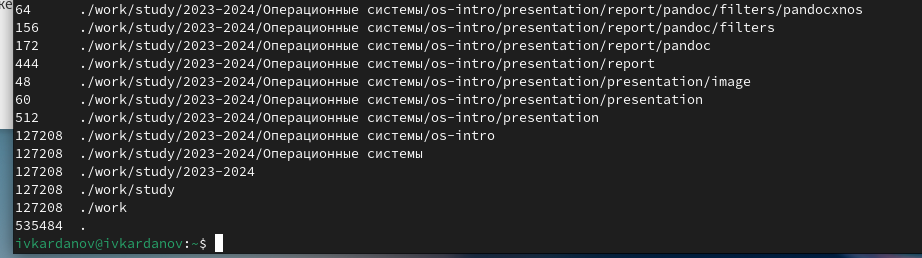 же
64      ./work/study/2023-2024/Операционные системы/os-intro/presentation/report/pandoc/filters/pandocxnos
156     ./work/study/2023-2024/Операционные системы/os-intro/presentation/report/pandoc/filters
172     ./work/study/2023-2024/Операционные системы/os-intro/presentation/report/pandoc
444     ./work/study/2023-2024/Операционные системы/os-intro/presentation/report
48      ./work/study/2023-2024/Операционные системы/os-intro/presentation/presentation/image
60      ./work/study/2023-2024/Операционные системы/os-intro/presentation/presentation
512     ./work/study/2023-2024/Операционные системы/os-intro/presentation
127208  ./work/study/2023-2024/Операционные системы/os-intro
127208  ./work/study/2023-2024/Операционные системы
127208  ./work/study/2023-2024
127208  ./work/study
127208  ./work
535484  .
ivkardanov@ivkardanov:~$